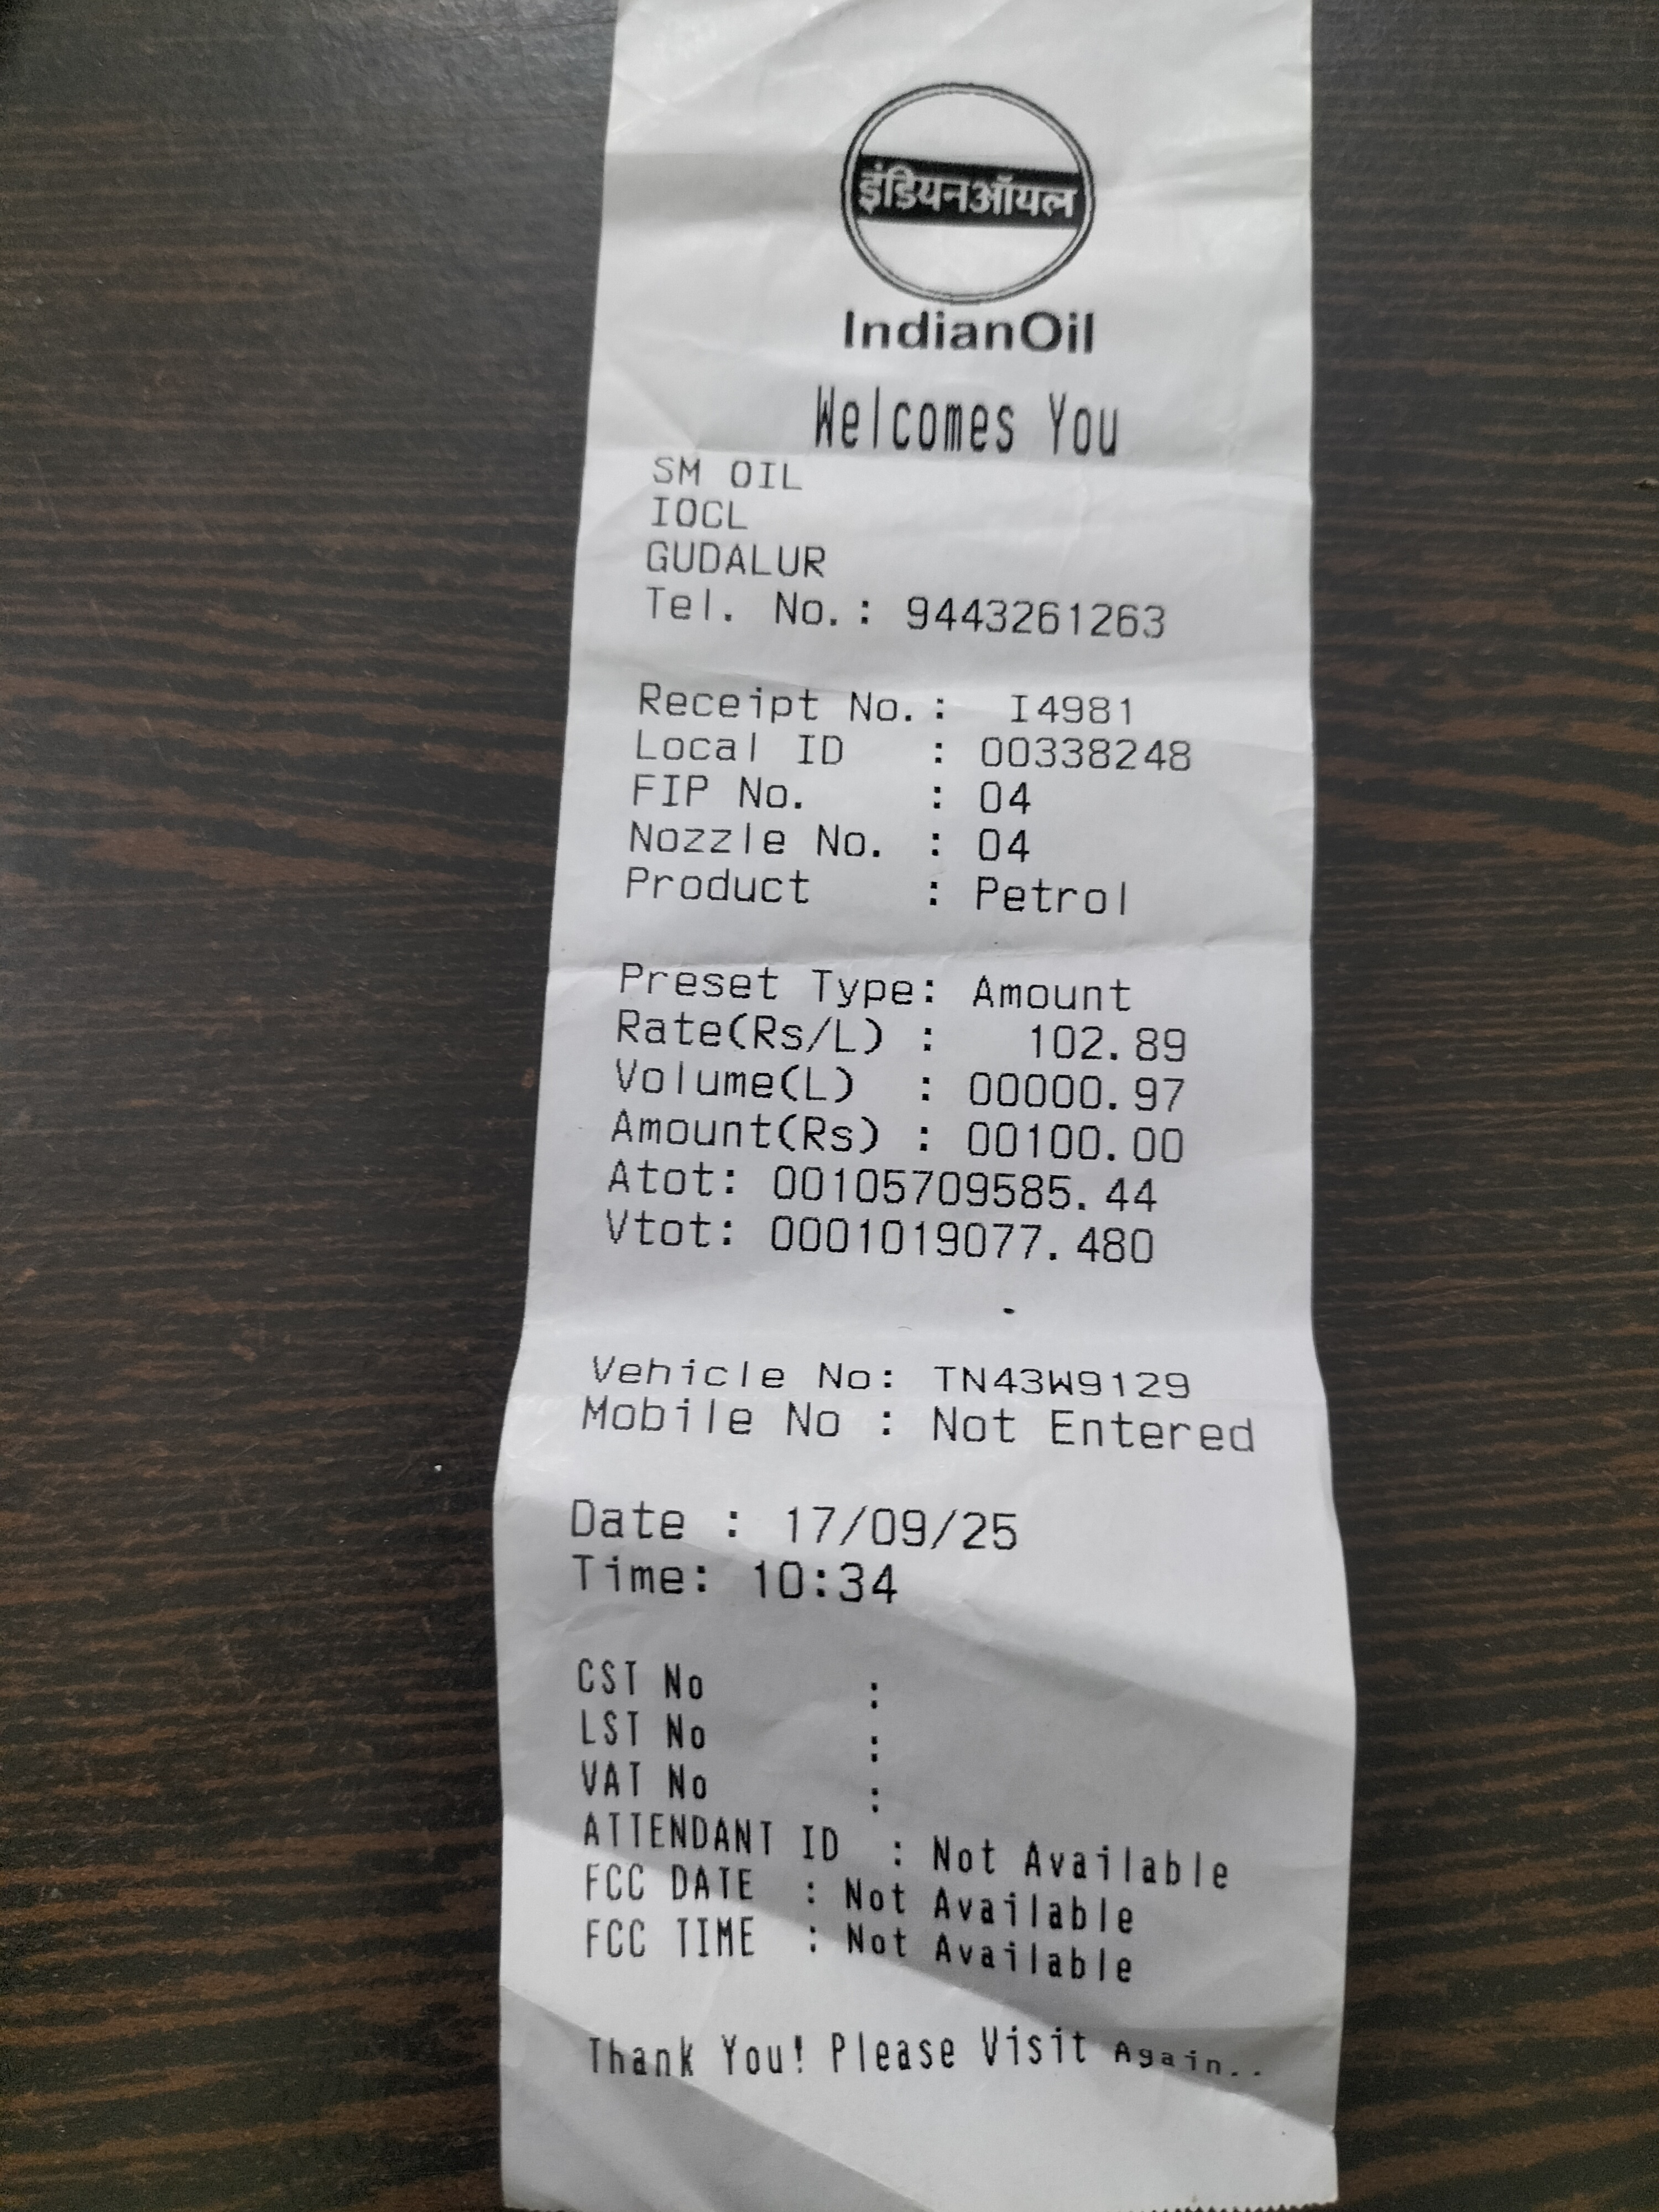 इंडियनऑयल
IndianOil
Welcomes You
SM OIL
IOCL
GUDALUR
Tel. No.: 9443261263
Receipt No.: I4981
Local ID : 00338248
FIP No. : 04
Nozzle No. : 04
Product : Petrol
Preset Type: Amount
Rate(Rs/L) : 102.89
Volume(L) : 00000.97
Amount(Rs) : 00100.00
Atot: 00105709585.44
Vtot: 0001019077.480
Vehicle No: TN43W9129
Mobile No : Not Entered
Date : 17/09/25
Time: 10:34
CST No :
LST No :
VAT No :
ATTENDANT ID : Not Available
FCC DATE : Not Available
FCC TIME : Not Available
Thank You! Please Visit Again..